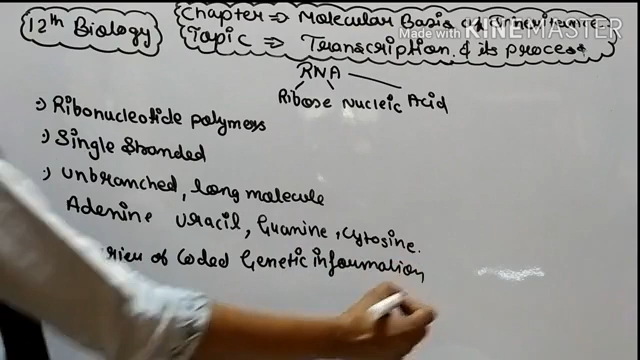 12th Biology
Chapter ⇒ Molecular Basis of Inheritance
Made with KINEMASTER
Topic ⇒ Transcription & its process
RNA
Ribose Nucleic Acid
Ribonucleotide polymers
Single Stranded
Unbranched, long molecule
Adenine Uracil, Guanine, Cytosine.
of Coded Genetic information